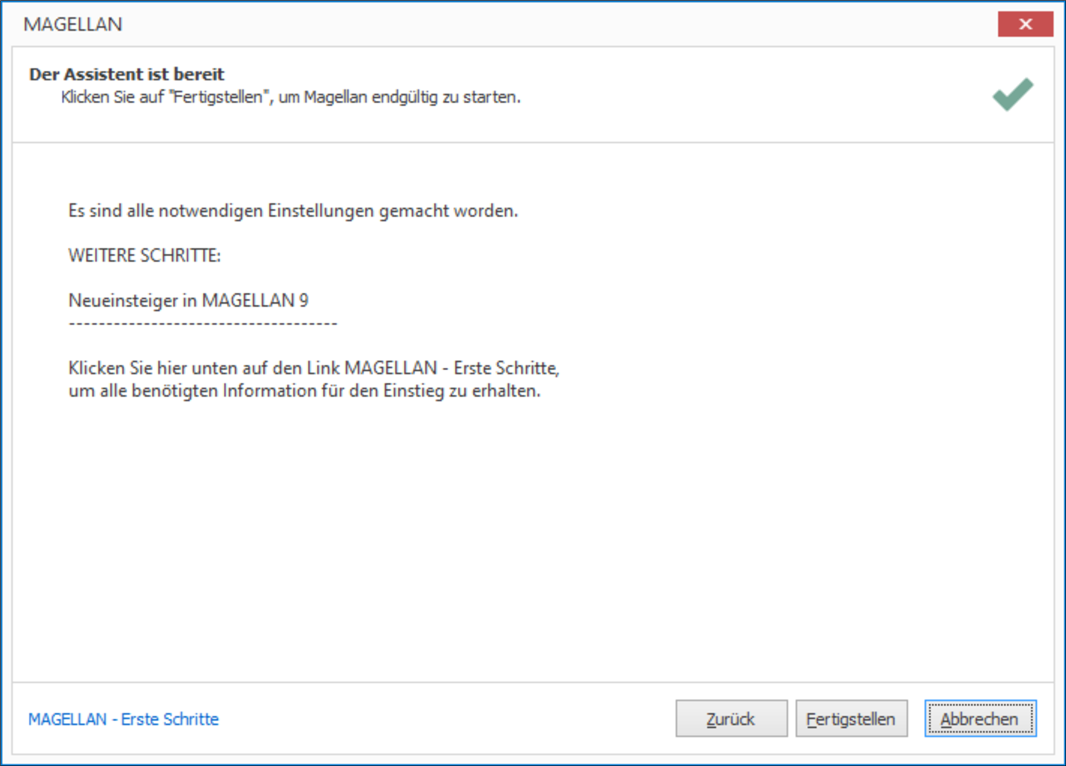 MAGELLAN
Der Assistent ist bereit
Klicken Sie auf "Fertigstellen", um Magellan endgültig zu starten.
Es sind alle notwendigen Einstellungen gemacht worden.
WEITERE SCHRITTE:
Neueinsteiger in MAGELLAN 9
------------------------------------
Klicken Sie hier unten auf den Link MAGELLAN - Erste Schritte,
um alle benötigten Information für den Einstieg zu erhalten.
MAGELLAN - Erste Schritte
Zurück
Fertigstellen
Abbrechen